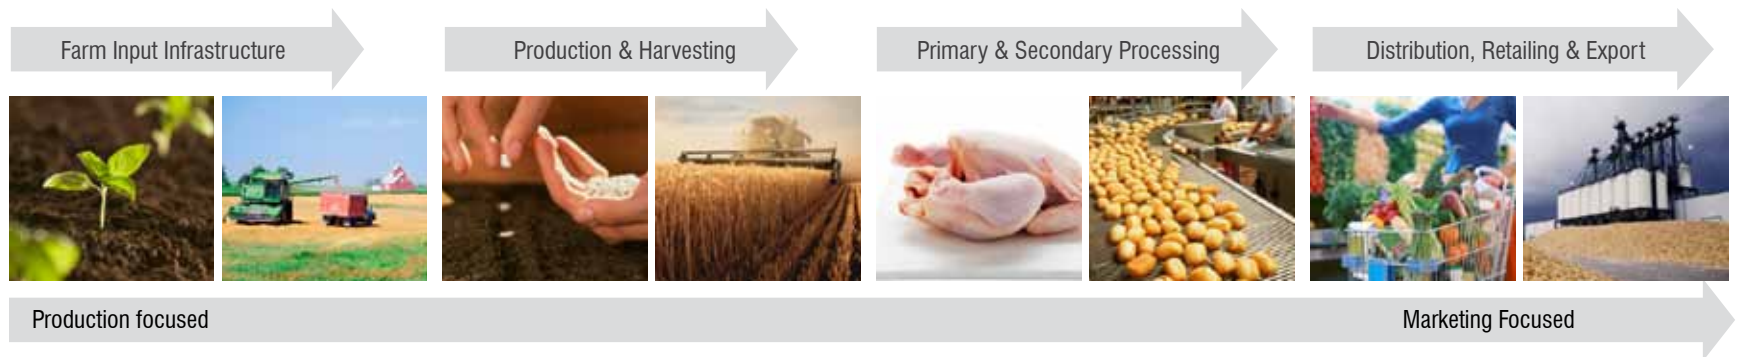 Farm Input Infrastructure
Production & Harvesting
Primary & Secondary Processing
Distribution, Retailing & Export
Production focused
Marketing Focused